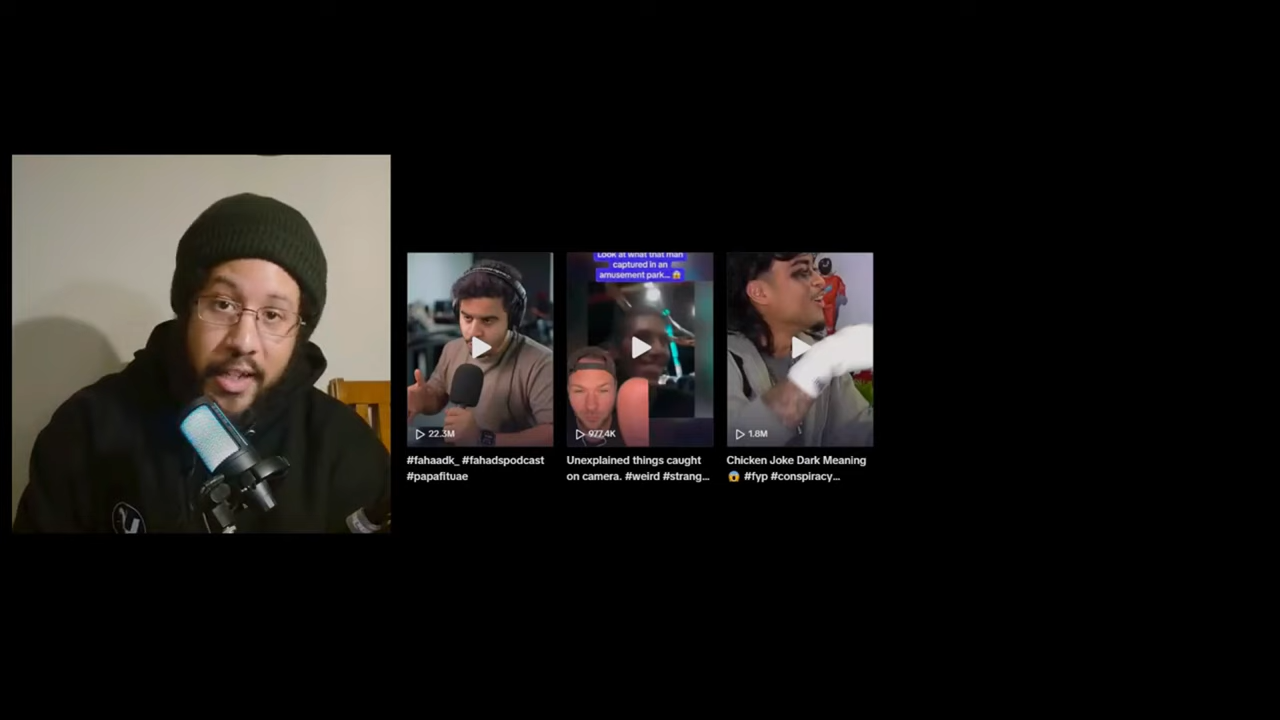 Look at what that man
captured in an
amusement park... 😱
22.3M
977.4K
1.8M
#fahaadk_ #fahadspodcast
#papafituae
Unexplained things caught
on camera. #weird #strang...
Chicken Joke Dark Meaning
😱 #fyp #conspiracy...